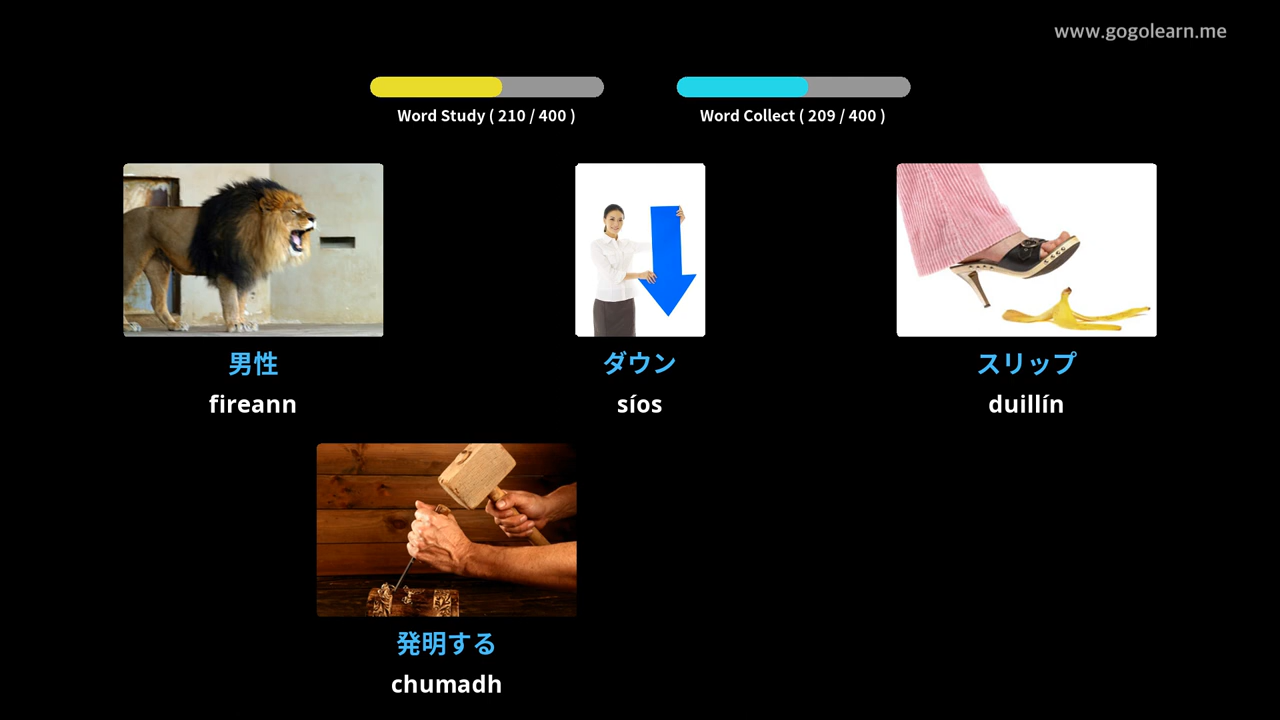 www.gogolearn.me
Word Study ( 210 / 400 )
Word Collect ( 209 / 400 )
男性
fireann
ダウン
síos
スリップ
duillín
発明する
chumadh